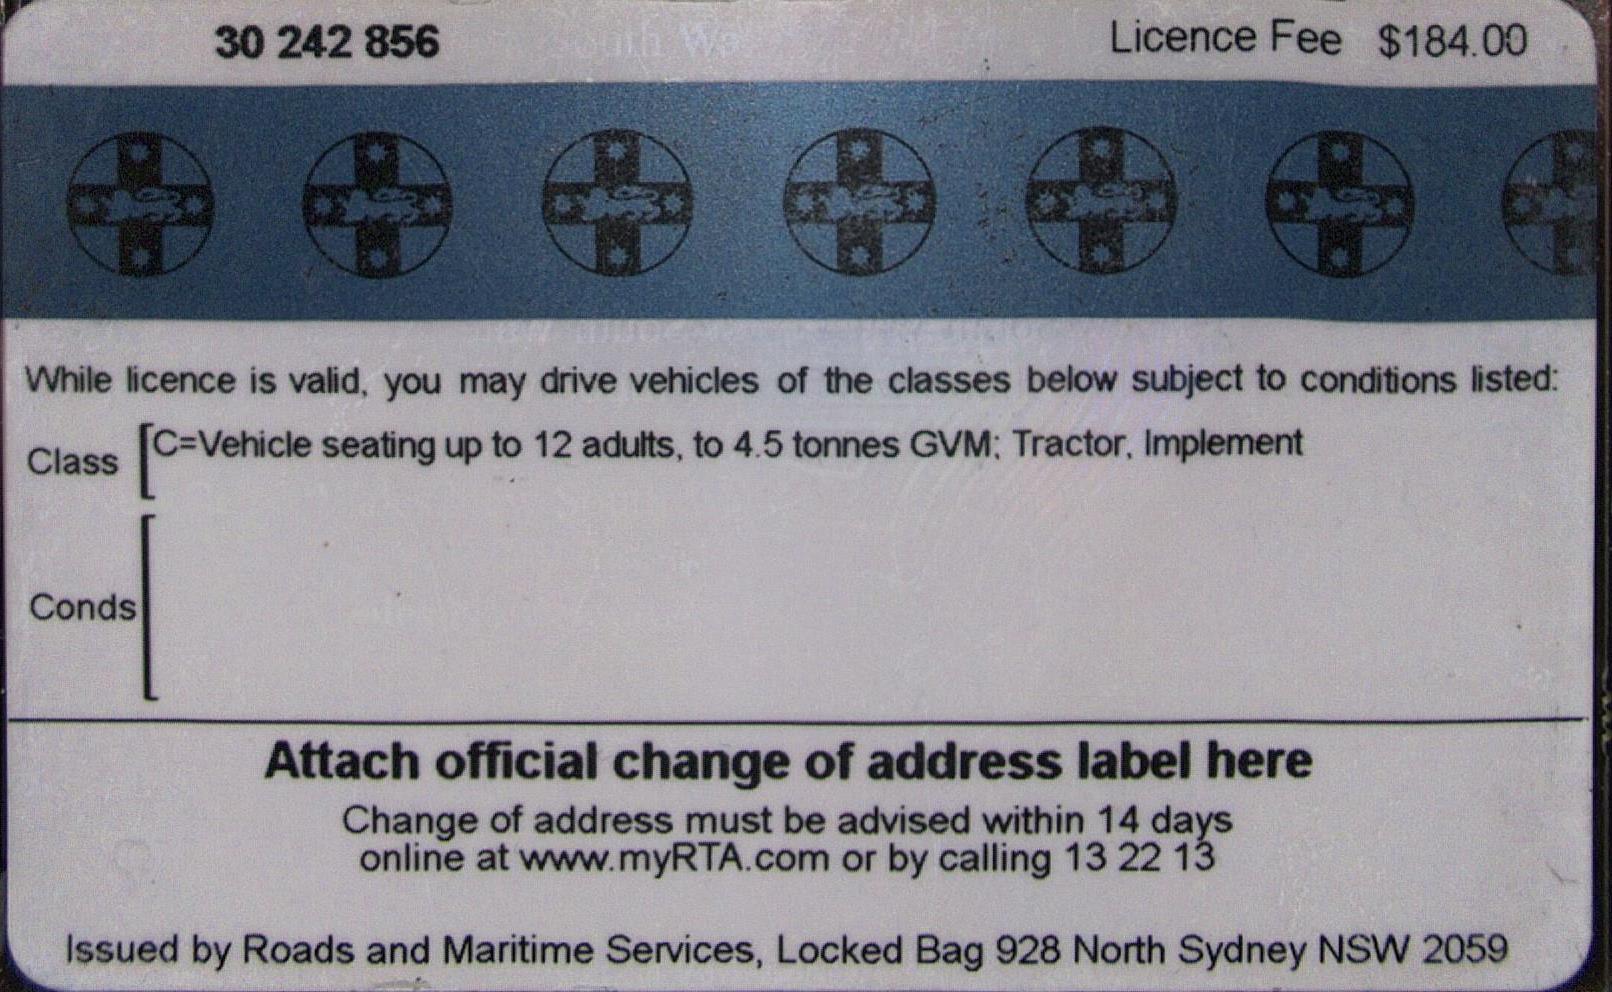 30 242 856 Licence Fee $184.00
While licence is valid, you may drive vehicles of the classes below subject to conditions listed:
Class [C=Vehicle seating up to 12 adults, to 4.5 tonnes GVM; Tractor, Implement
Conds [
Attach official change of address label here
Change of address must be advised within 14 days
online at www.myRTA.com or by calling 13 22 13
Issued by Roads and Maritime Services, Locked Bag 928 North Sydney NSW 2059